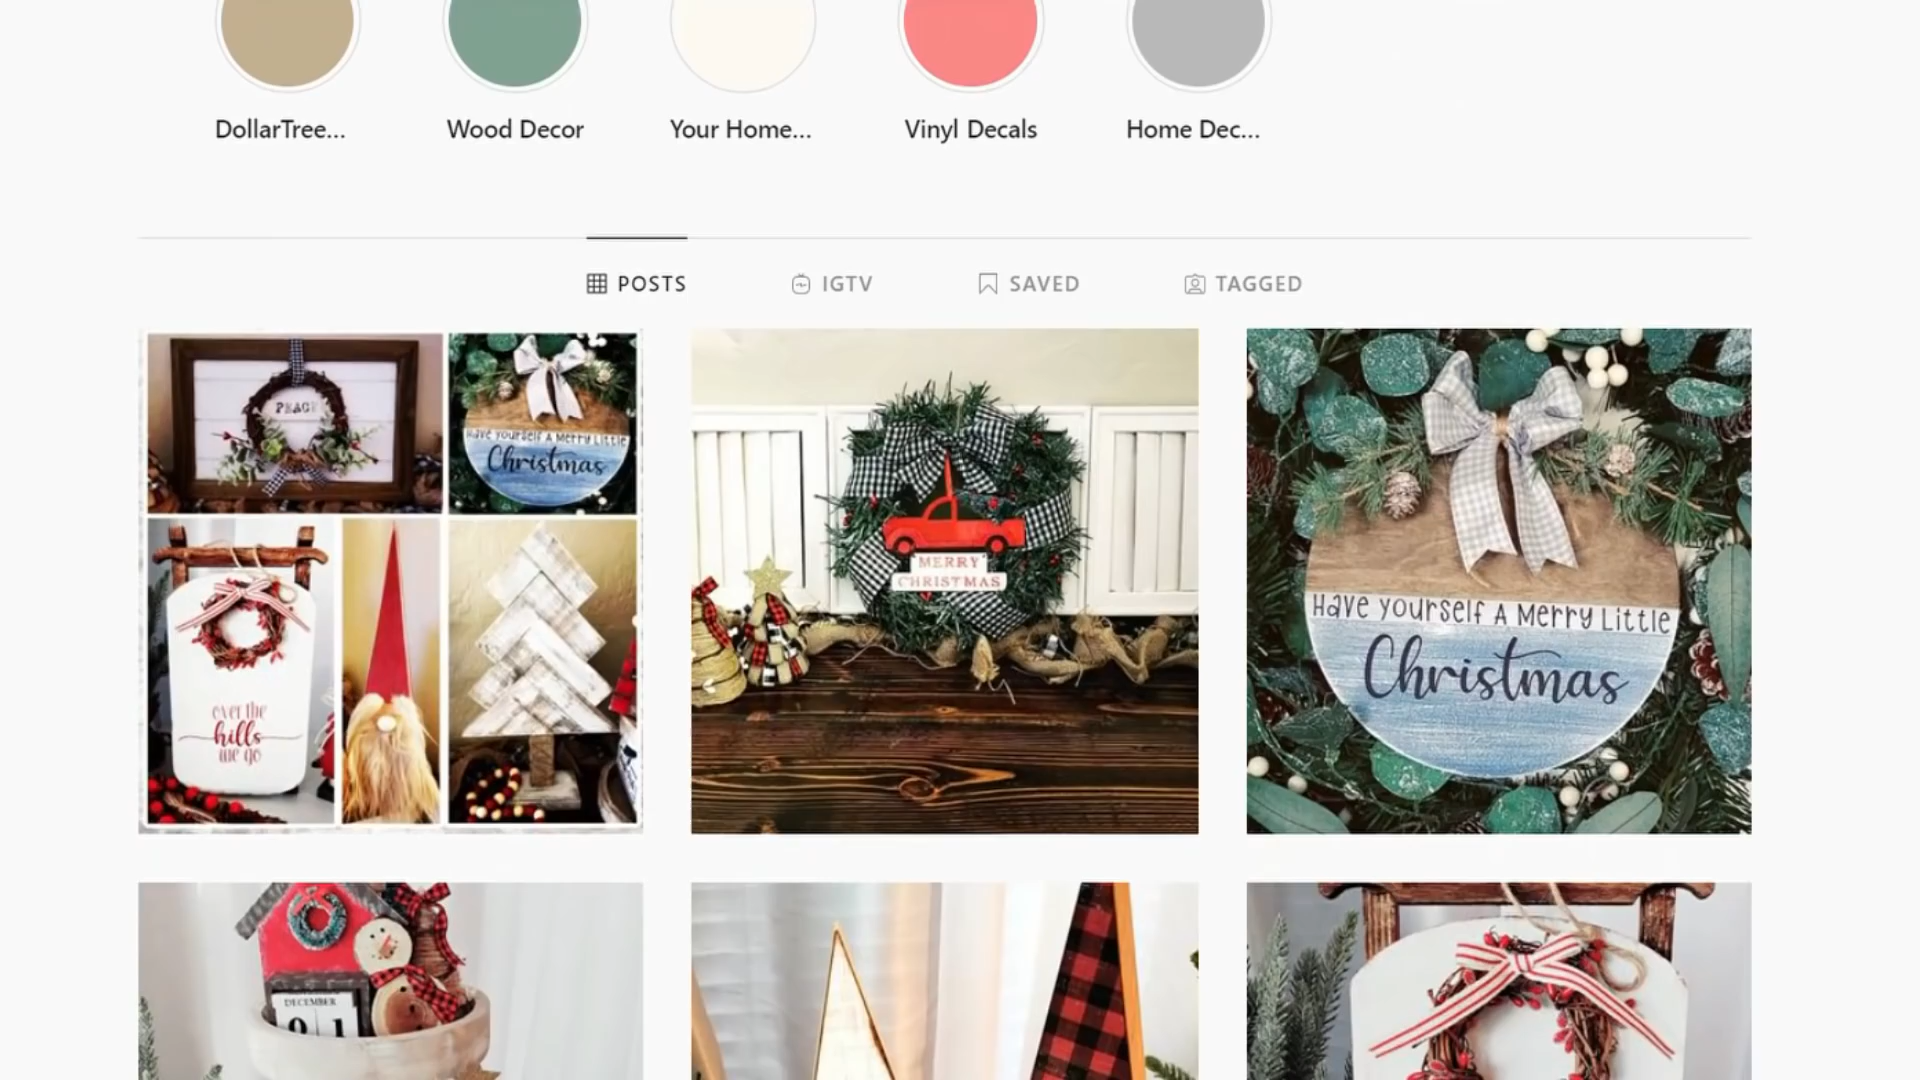 DollarTree...
Wood Decor
Your Home...
Vinyl Decals
Home Dec...
POSTS
IGTV
SAVED
TAGGED
PEACE
Have yourself A Merry Little
Christmas
over the
hills
we go
MERRY
CHRISTMAS
Have yourself A Merry Little
Christmas
DECEMBER